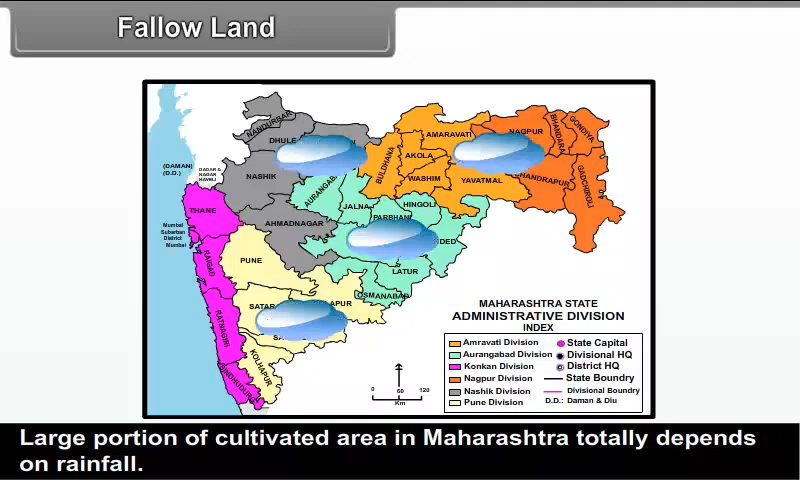 Fallow Land
NANDURBAR
DHULE
NASHIK
AHMADNAGAR
JALNA
PARBHANI
HINGOLI
LATUR
OSMANABAD
BULDHANA
AKOLA
AMARAVATI
WASHIM
YAVATMAL
NAGPUR
BHANDARA
GONDIYA
CHANDRAPUR
GADCHIROLI
(DAMAN)
(D.D.)
DADAR &
NAGAR
HAVELI
THANE
Mumbai
Suburban
District
Mumbai
RAIGAD
RATNAGIRI
SINDHUDURG
PUNE
KOLHAPUR
MAHARASHTRA STATE
ADMINISTRATIVE DIVISION
INDEX
Amravati Division
Aurangabad Division
Konkan Division
Nagpur Division
Nashik Division
Pune Division
State Capital
Divisional HQ
District HQ
State Boundry
Divisional Boundry
D.D.: Daman & Diu
0 60 120
Km
Large portion of cultivated area in Maharashtra totally depends
on rainfall.